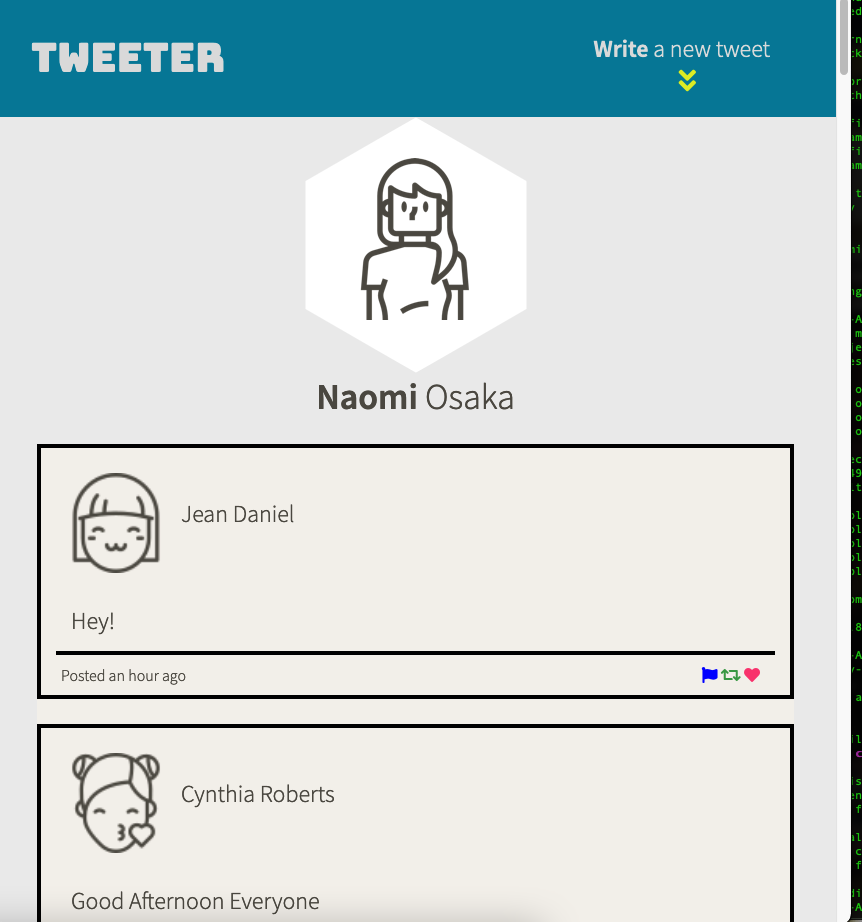 TWEETER
Write a new tweet
Naomi Osaka
Jean Daniel
Hey!
Posted an hour ago
Cynthia Roberts
Good Afternoon Everyone